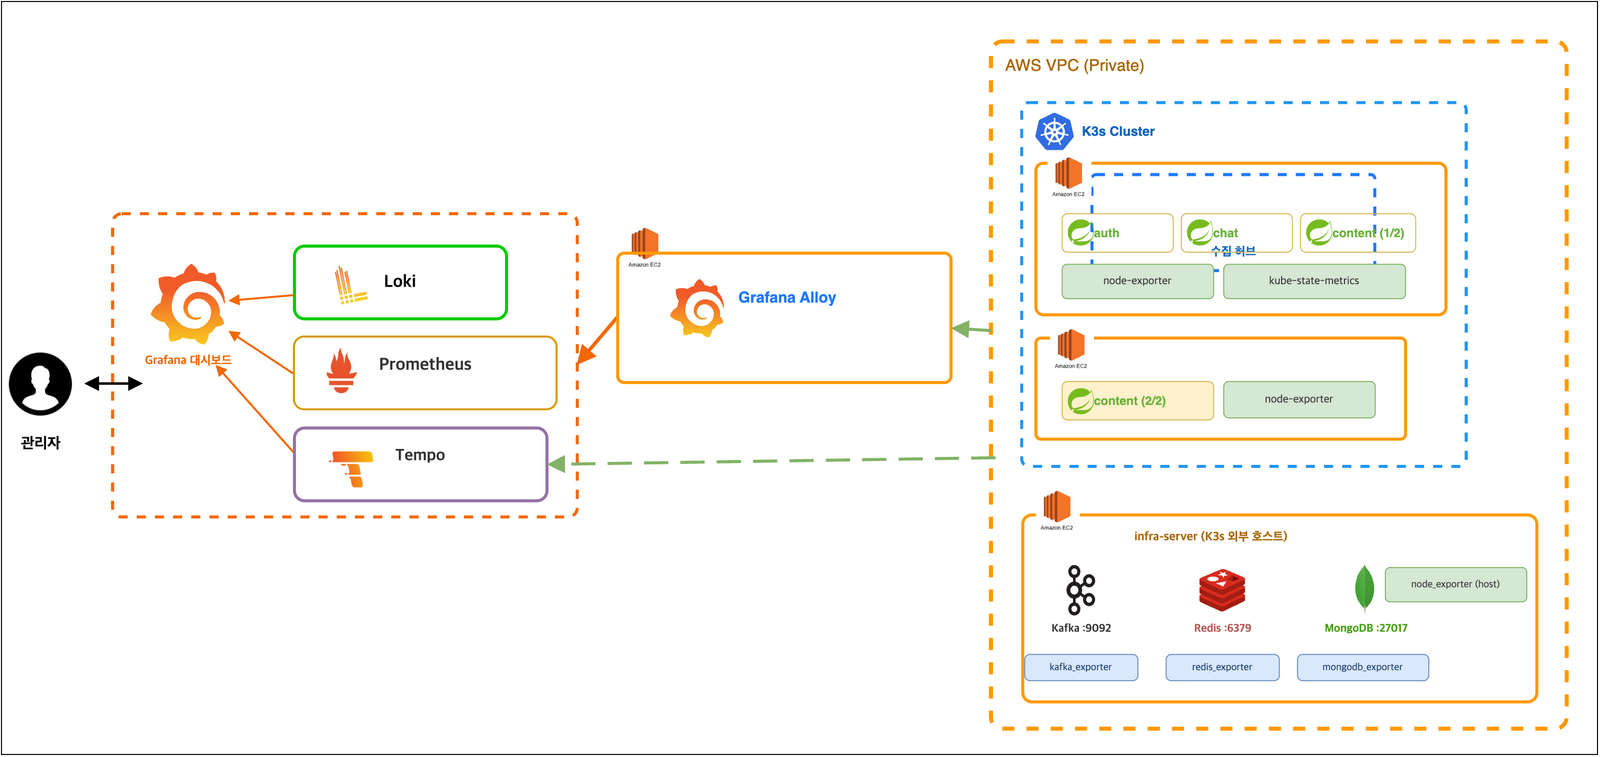 AWS VPC (Private)
K3s Cluster
Amazon EC2
auth
chat
content (1/2)
수집 허브
node-exporter
kube-state-metrics
Amazon EC2
content (2/2)
node-exporter
Amazon EC2
infra-server (K3s 외부 호스트)
Kafka :9092
Redis :6379
MongoDB :27017
node_exporter (host)
kafka_exporter
redis_exporter
mongodb_exporter
Amazon EC2
Grafana Alloy
Loki
Prometheus
Tempo
Grafana 대시보드
관리자